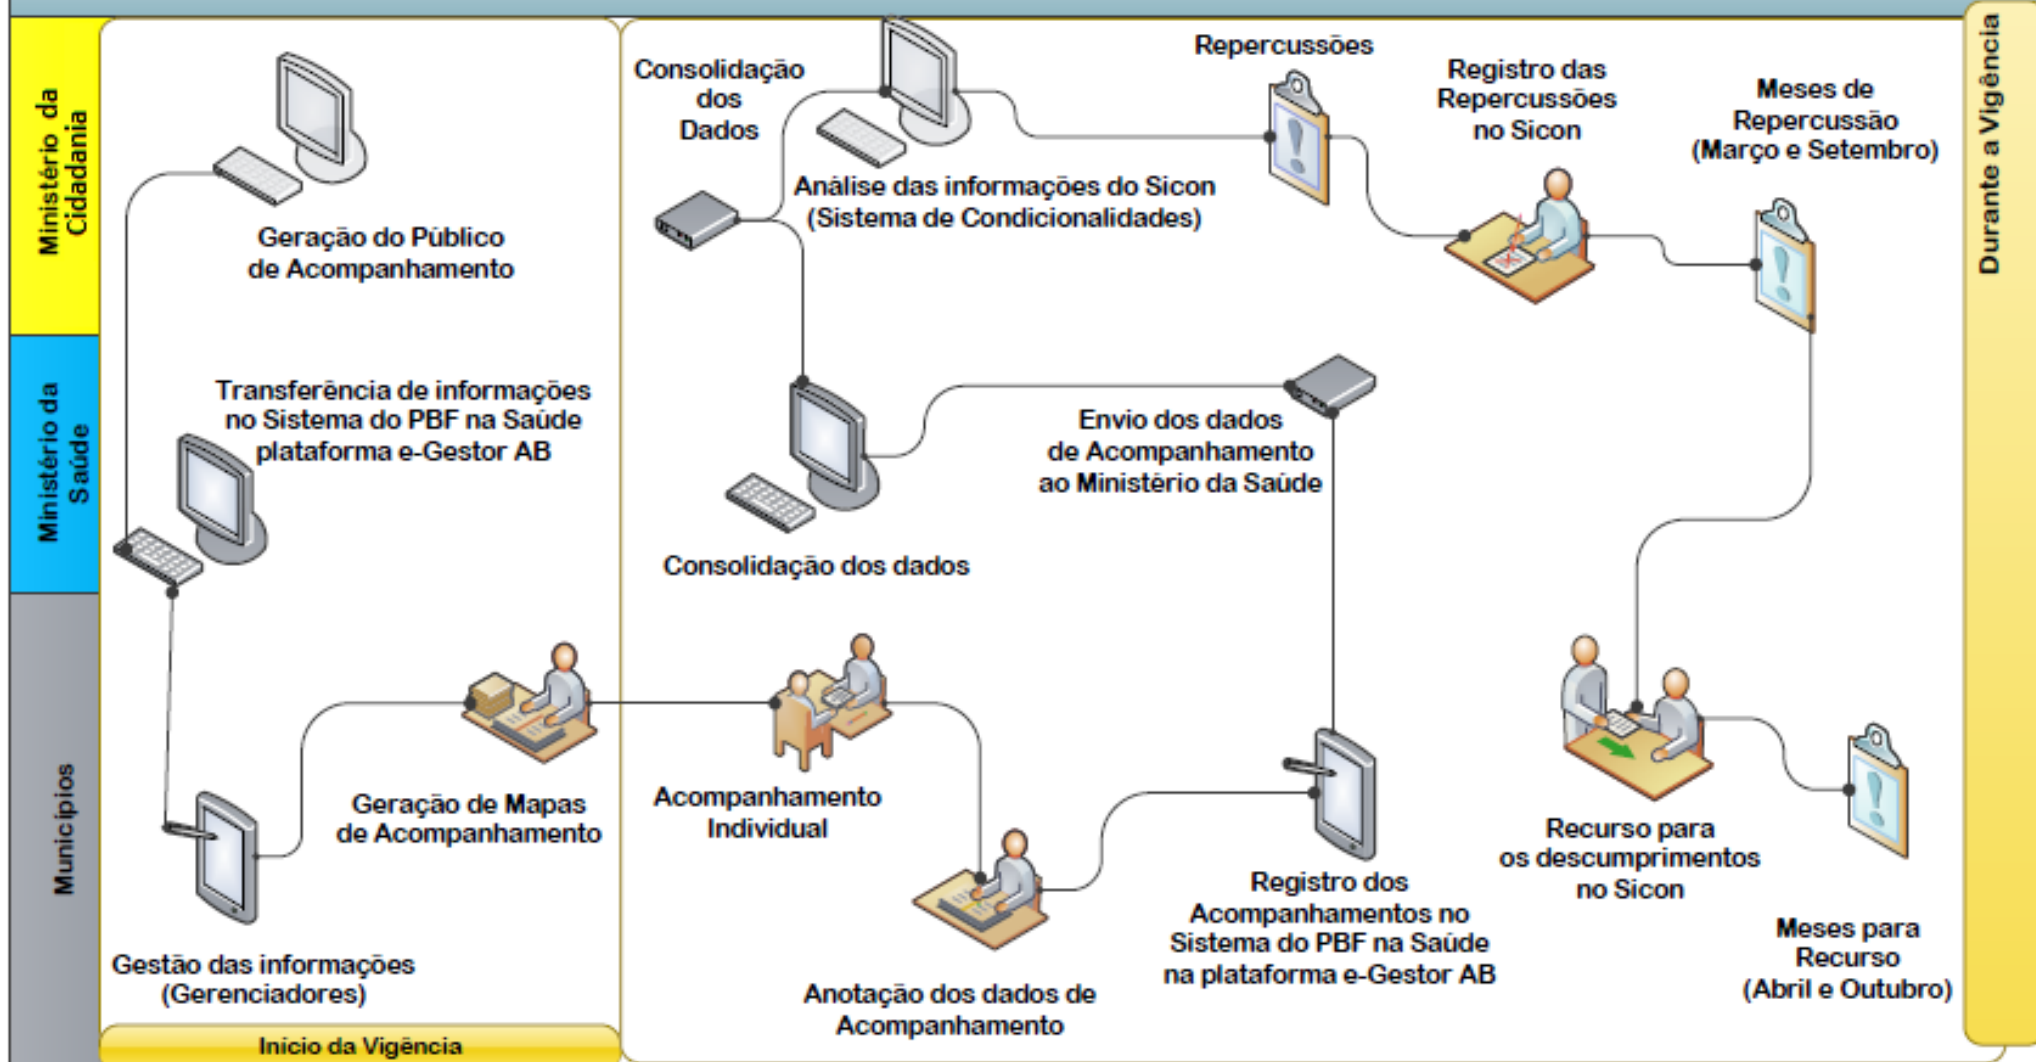 Ministério da
Cidadania
Geração do Público
de Acompanhamento
Consolidação
dos
Dados
Análise das informações do Sicon
(Sistema de Condicionalidades)
Repercussões
Registro das
Repercussões
no Sicon
Meses de
Repercussão
(Março e Setembro)
Durante a Vigência
Ministério da
Saúde
Transferência de informações
no Sistema do PBF na Saúde
plataforma e-Gestor AB
Consolidação dos dados
Envio dos dados
de Acompanhamento
ao Ministério da Saúde
Municípios
Gestão das informações
(Gerenciadores)
Geração de Mapas
de Acompanhamento
Acompanhamento
Individual
Anotação dos dados de
Acompanhamento
Registro dos
Acompanhamentos no
Sistema do PBF na Saúde
na plataforma e-Gestor AB
Recurso para
os descumprimentos
no Sicon
Meses para
Recurso
(Abril e Outubro)
Início da Vigência